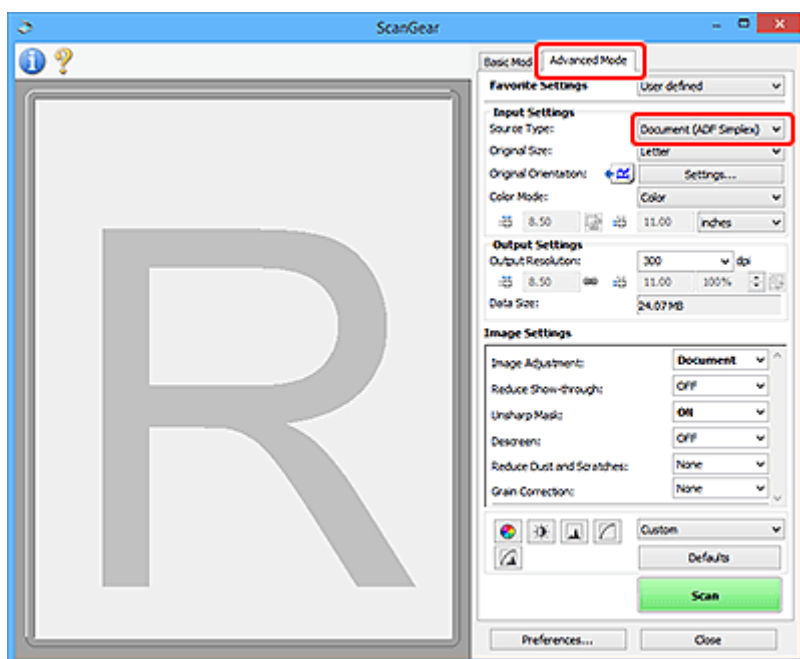 ScanGear
Basic Mod Advanced Mode
Favorite Settings User defined
Input Settings
Source Type: Document (ADF Simplex)
Original Size: Letter
Original Orientation: Settings...
Color Mode: Color
8.50 11.00 inches
Output Settings
Output Resolution: 300 dpi
8.50 11.00 100%
Data Size: 24.07MB
Image Settings
Image Adjustment: Document
Reduce Show-through: OFF
Unsharp Mask: ON
Descreen: OFF
Reduce Dust and Scratches: None
Grain Correction: None
Custom
Defaults
Scan
Preferences... Close
R